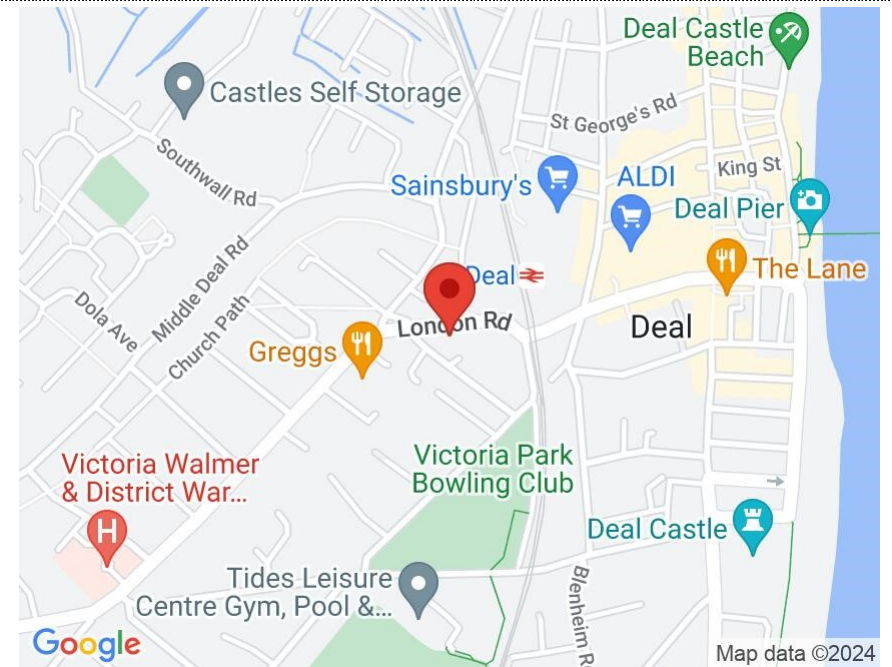 Deal Castle
Beach
Castles Self Storage
St George's Rd
Southwall Rd
Sainsbury's
ALDI
King St
Deal Pier
Middle Deal Rd
Deal
The Lane
Dola Ave
Church Path
London Rd
Deal
Greggs
Victoria Park
Bowling Club
Victoria Walmer
& District War...
H
Deal Castle
Tides Leisure
Centre Gym, Pool &...
Blenheim R
Google
Map data ©2024